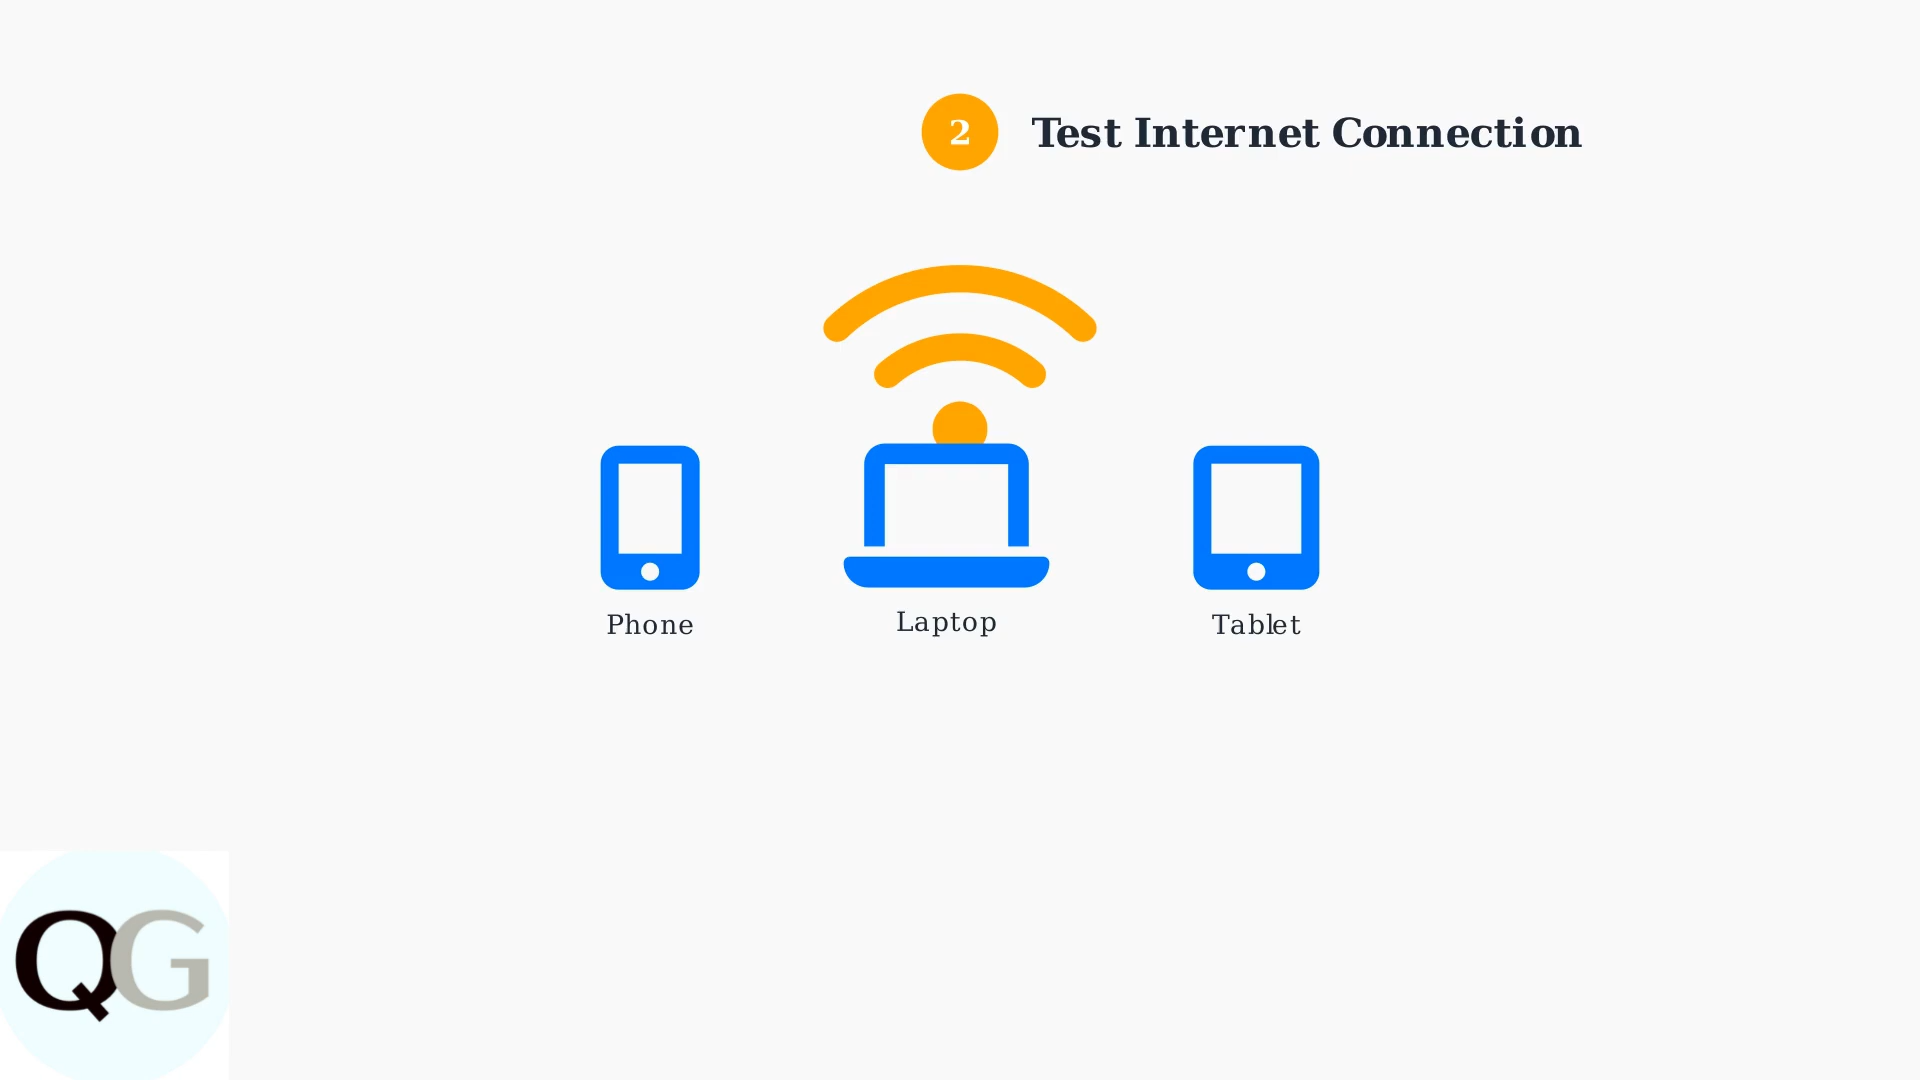 2 Test Internet Connection
Phone
Laptop
Tablet
QG